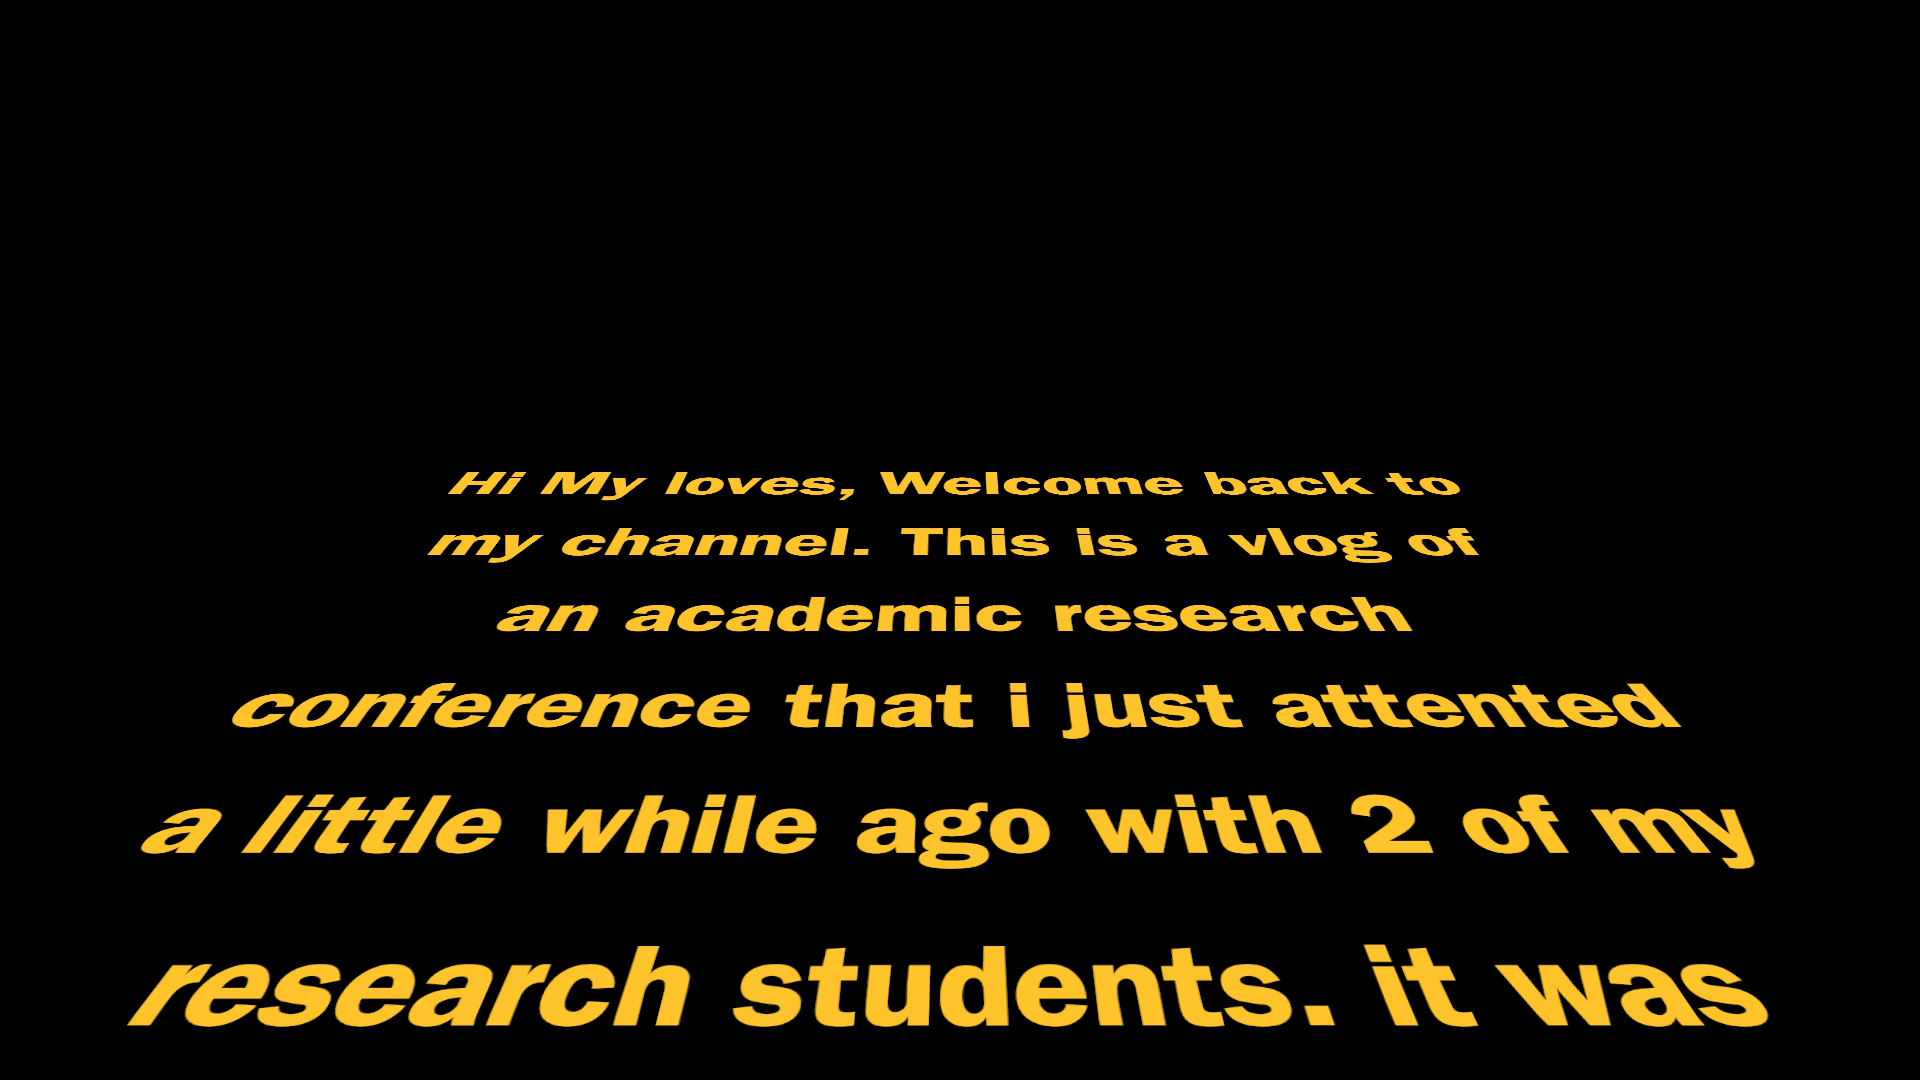 Hi My loves, Welcome back to
my channel. This is a vlog of
an academic research
conference that i just attented
a little while ago with 2 of my
research students. it was